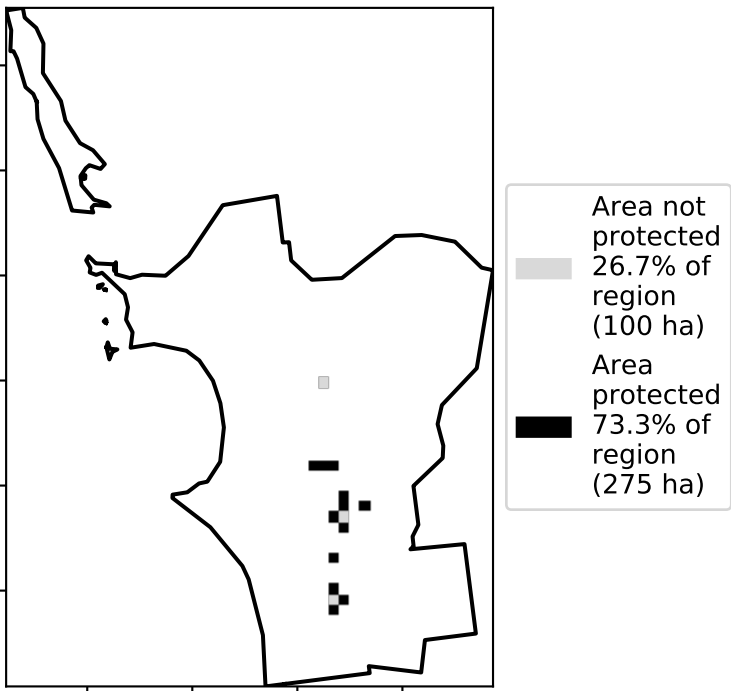 Area not
protected
26.7% of
region
(100 ha)
Area
protected
73.3% of
region
(275 ha)